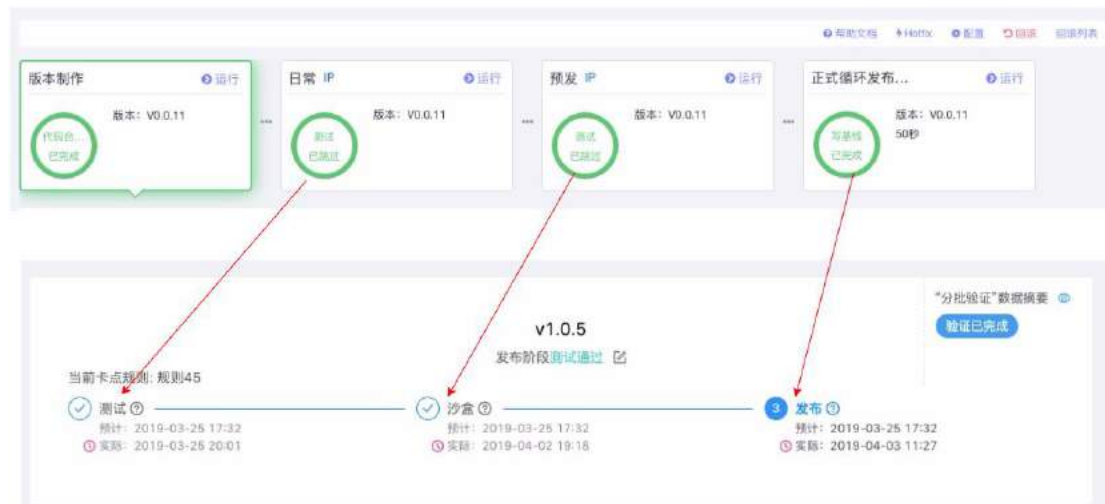 帮助文档 Hotfix 配置 回滚 回滚列表
版本制作 运行
日常 IP 运行
预发 IP 运行
正式循环发布... 运行
版本: V0.0.11
代码合...
已完成
版本: V0.0.11
测试
已跳过
版本: V0.0.11
测试
已跳过
版本: V0.0.11
50秒
写基线
已完成
"分批验证"数据摘要
验证已完成
v1.0.5
发布阶段测试通过
当前卡点规则: 规则45
测试
预计: 2019-03-25 17:32
实际: 2019-03-25 20:01
沙盒
预计: 2019-03-25 17:32
实际: 2019-04-02 19:18
3 发布
预计: 2019-03-25 17:32
实际: 2019-04-03 11:27